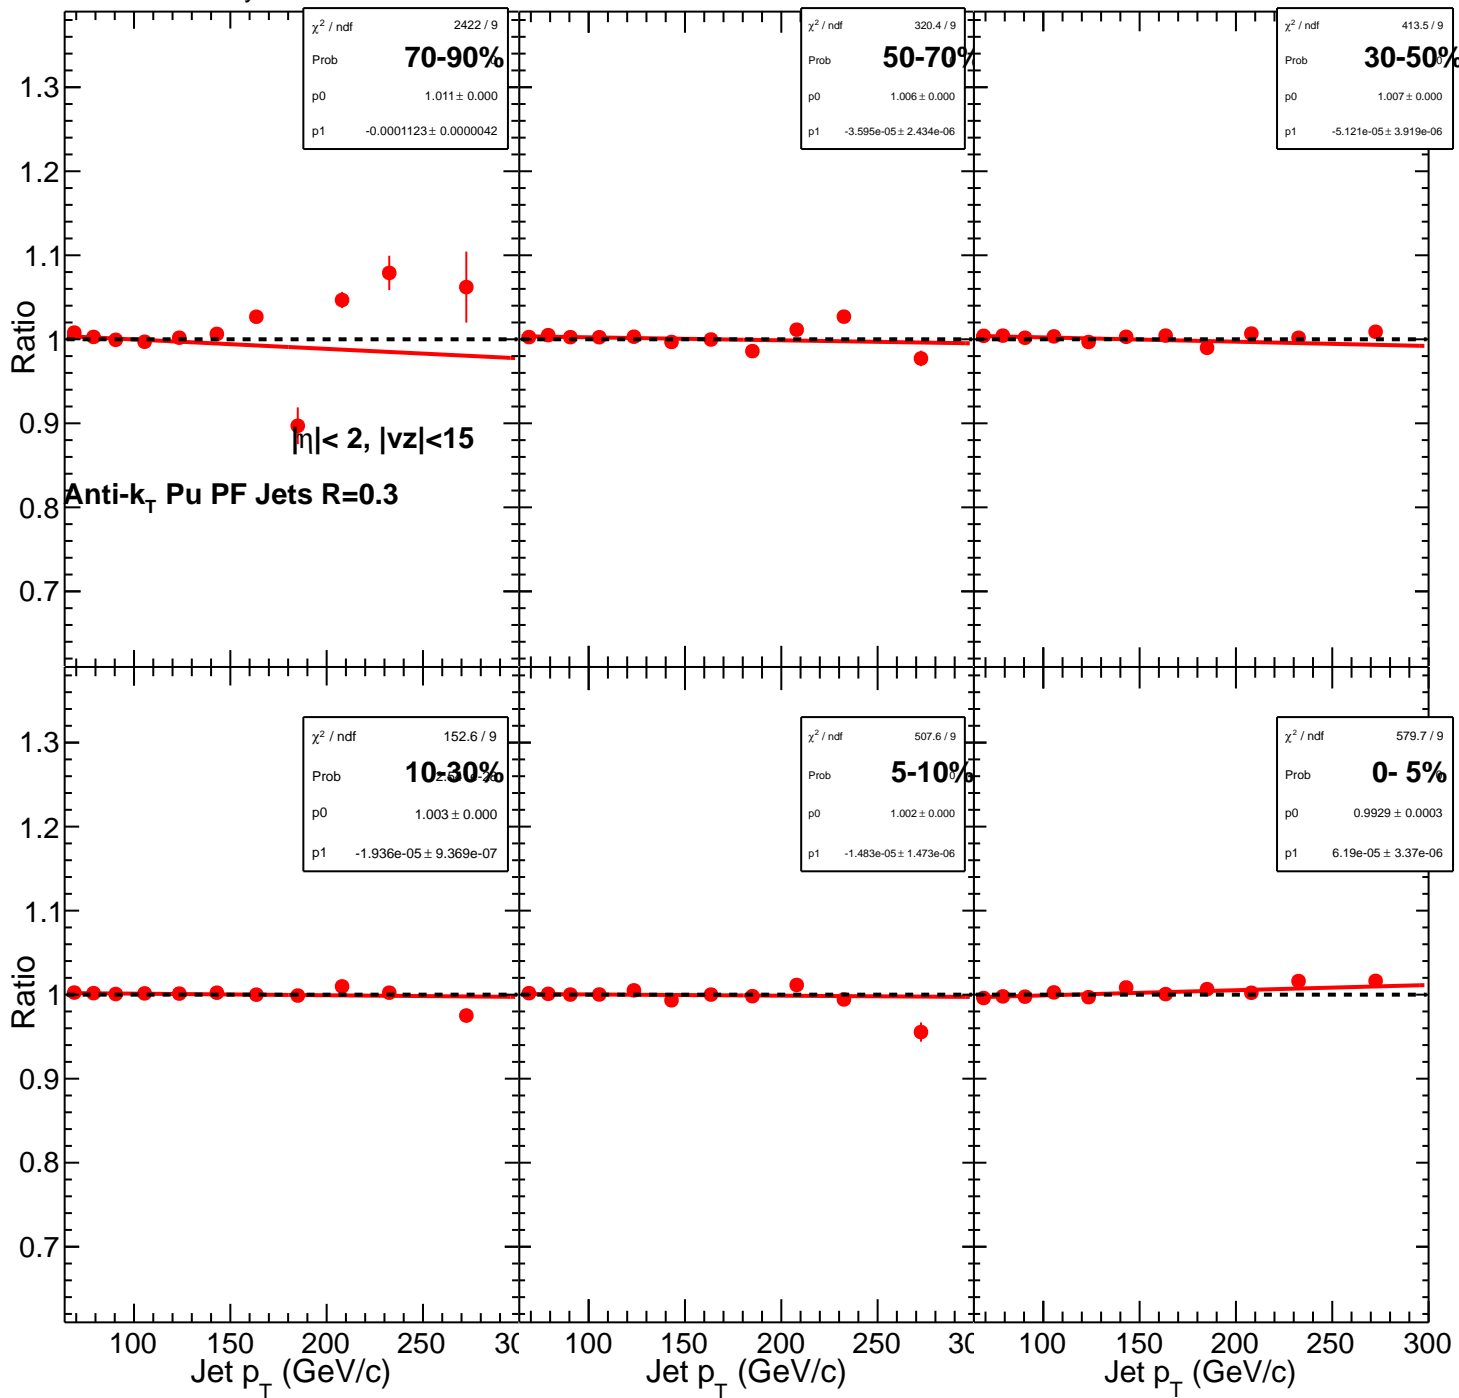 χ² / ndf 2422 / 9
Prob
70-90%
p0 1.011 ± 0.000
p1 -0.0001123 ± 0.0000042
χ² / ndf 320.4 / 9
Prob
50-70%
p0 1.006 ± 0.000
p1 -3.595e-05 ± 2.434e-06
χ² / ndf 413.5 / 9
Prob
30-50%
p0 1.007 ± 0.000
p1 -5.121e-05 ± 3.919e-06
1.3
1.2
1.1
1
0.9
0.8
0.7
Ratio
|η|< 2, |vz|<15
Anti-k_T Pu PF Jets R=0.3
χ² / ndf 152.6 / 9
Prob
10-30%
p0 1.003 ± 0.000
p1 -1.936e-05 ± 9.369e-07
χ² / ndf 507.6 / 9
Prob
5-10%
p0 1.002 ± 0.000
p1 -1.483e-05 ± 1.473e-06
χ² / ndf 579.7 / 9
Prob
0- 5%
p0 0.9929 ± 0.0003
p1 6.19e-05 ± 3.37e-06
1.3
1.2
1.1
1
0.9
0.8
0.7
Ratio
100 150 200 250
100 150 200 250
100 150 200 250 300
Jet p_T (GeV/c)
Jet p_T (GeV/c)
Jet p_T (GeV/c)